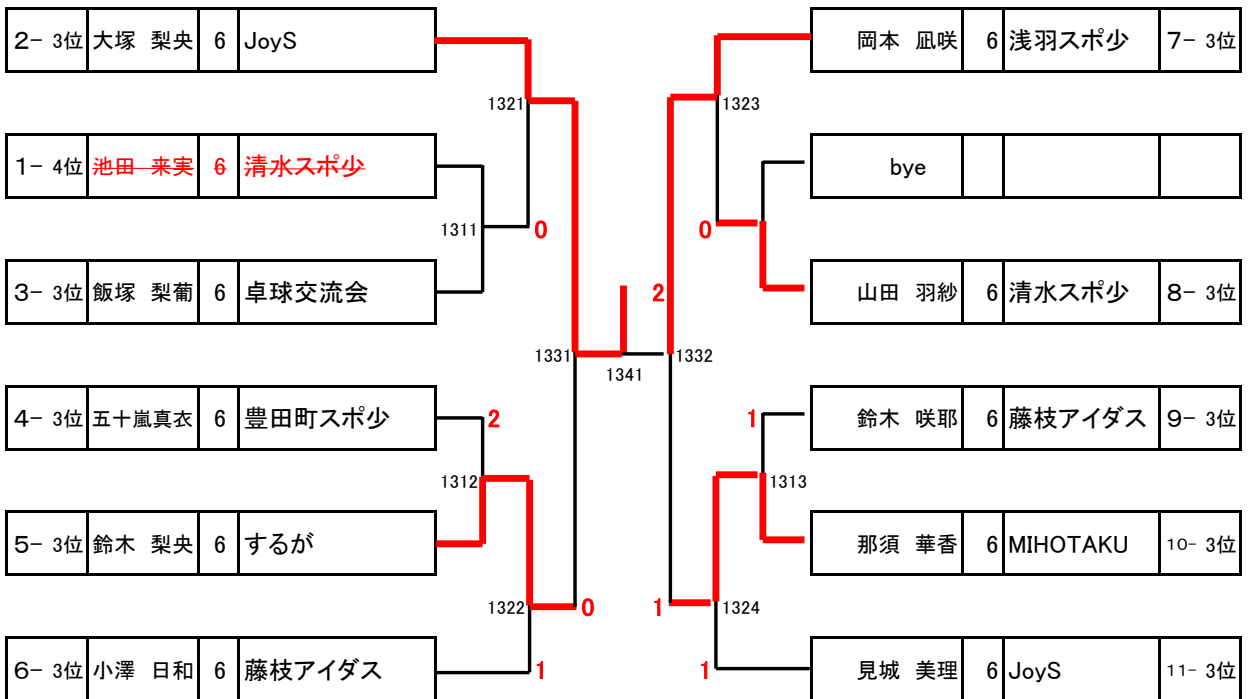 2- 3位 大塚 梨央 6 JoyS
岡本 凪咲 6 浅羽スポ少 7- 3位
1321
1323
1- 4位 池田 来実 6 清水スポ少
bye
1311
0
0
3- 3位 飯塚 梨葡 6 卓球交流会
山田 羽紗 6 清水スポ少 8- 3位
2
1331
1332
1341
4- 3位 五十嵐真衣 6 豊田町スポ少
2
1
鈴木 咲耶 6 藤枝アイダス 9- 3位
1312
1313
5- 3位 鈴木 梨央 6 するが
那須 華香 6 MIHOTAKU 10- 3位
1322
0
1
1324
6- 3位 小澤 日和 6 藤枝アイダス
1
1
見城 美理 6 JoyS 11- 3位